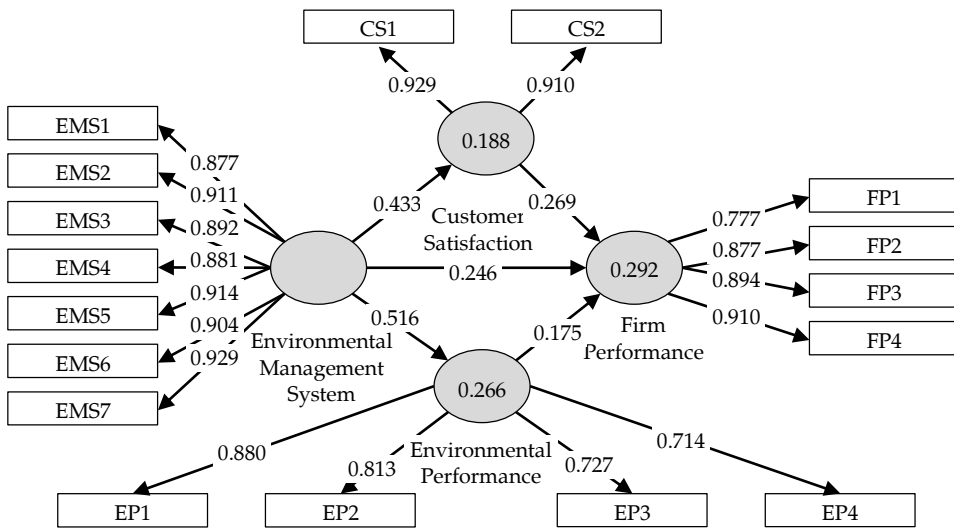 CS1
CS2
0.929
0.910
EMS1
EMS2
EMS3
EMS4
EMS5
EMS6
EMS7
0.877
0.911
0.892
0.881
0.914
0.904
0.929
0.188
0.433
Customer
Satisfaction
0.269
0.246
0.292
Firm
Performance
0.777
0.877
0.894
0.910
FP1
FP2
FP3
FP4
Environmental
Management
System
0.516
0.175
0.266
Environmental
Performance
0.880
0.813
0.727
0.714
EP1
EP2
EP3
EP4